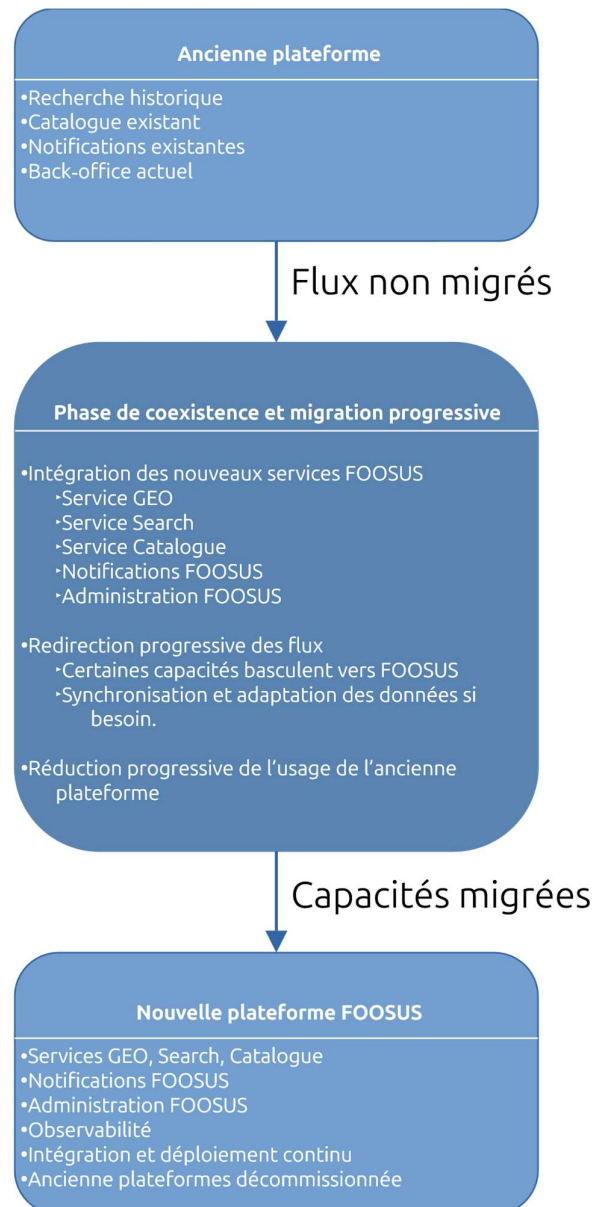 Ancienne plateforme
•Recherche historique
•Catalogue existant
•Notifications existantes
•Back-office actuel
Flux non migrés
Phase de coexistence et migration progressive
•Intégration des nouveaux services FOOSUS
‣Service GEO
‣Service Search
‣Service Catalogue
‣Notifications FOOSUS
‣Administration FOOSUS
•Redirection progressive des flux
‣Certaines capacités basculent vers FOOSUS
‣Synchronisation et adaptation des données si
besoin.
•Réduction progressive de l’usage de l’ancienne
plateforme
Capacités migrées
Nouvelle plateforme FOOSUS
•Services GEO, Search, Catalogue
•Notifications FOOSUS
•Administration FOOSUS
•Observabilité
•Intégration et déploiement continu
•Ancienne plateformes décommissionnée